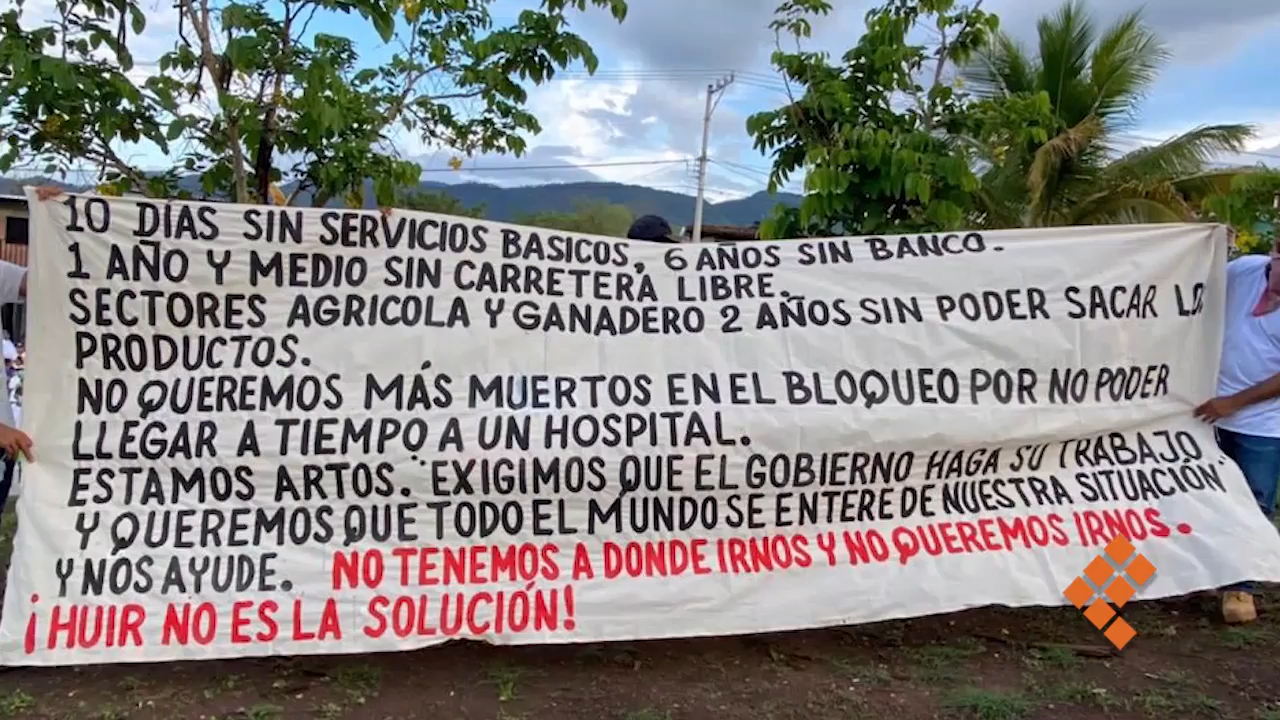 10 DIAS SIN SERVICIOS BASICOS, 6 AÑOS SIN BANCO.
1 AÑO Y MEDIO SIN CARRETERA LIBRE.
SECTORES AGRICOLA Y GANADERO 2 AÑOS SIN PODER SACAR
PRODUCTOS.
NO QUEREMOS MÁS MUERTOS EN EL BLOQUEO POR NO PODER
LLEGAR A TIEMPO A UN HOSPITAL.
ESTAMOS ARTOS. "EXIGIMOS QUE EL GOBIERNO HAGA SU TRABAJO
Y QUEREMOS QUE TODO EL MUNDO SE ENTERE DE NUESTRA SITUACIÓN"
Y NOS AYUDE. NO TENEMOS A DONDE IRNOS Y NO QUEREMOS IRNOS.
¡HUIR NO ES LA SOLUCIÓN!